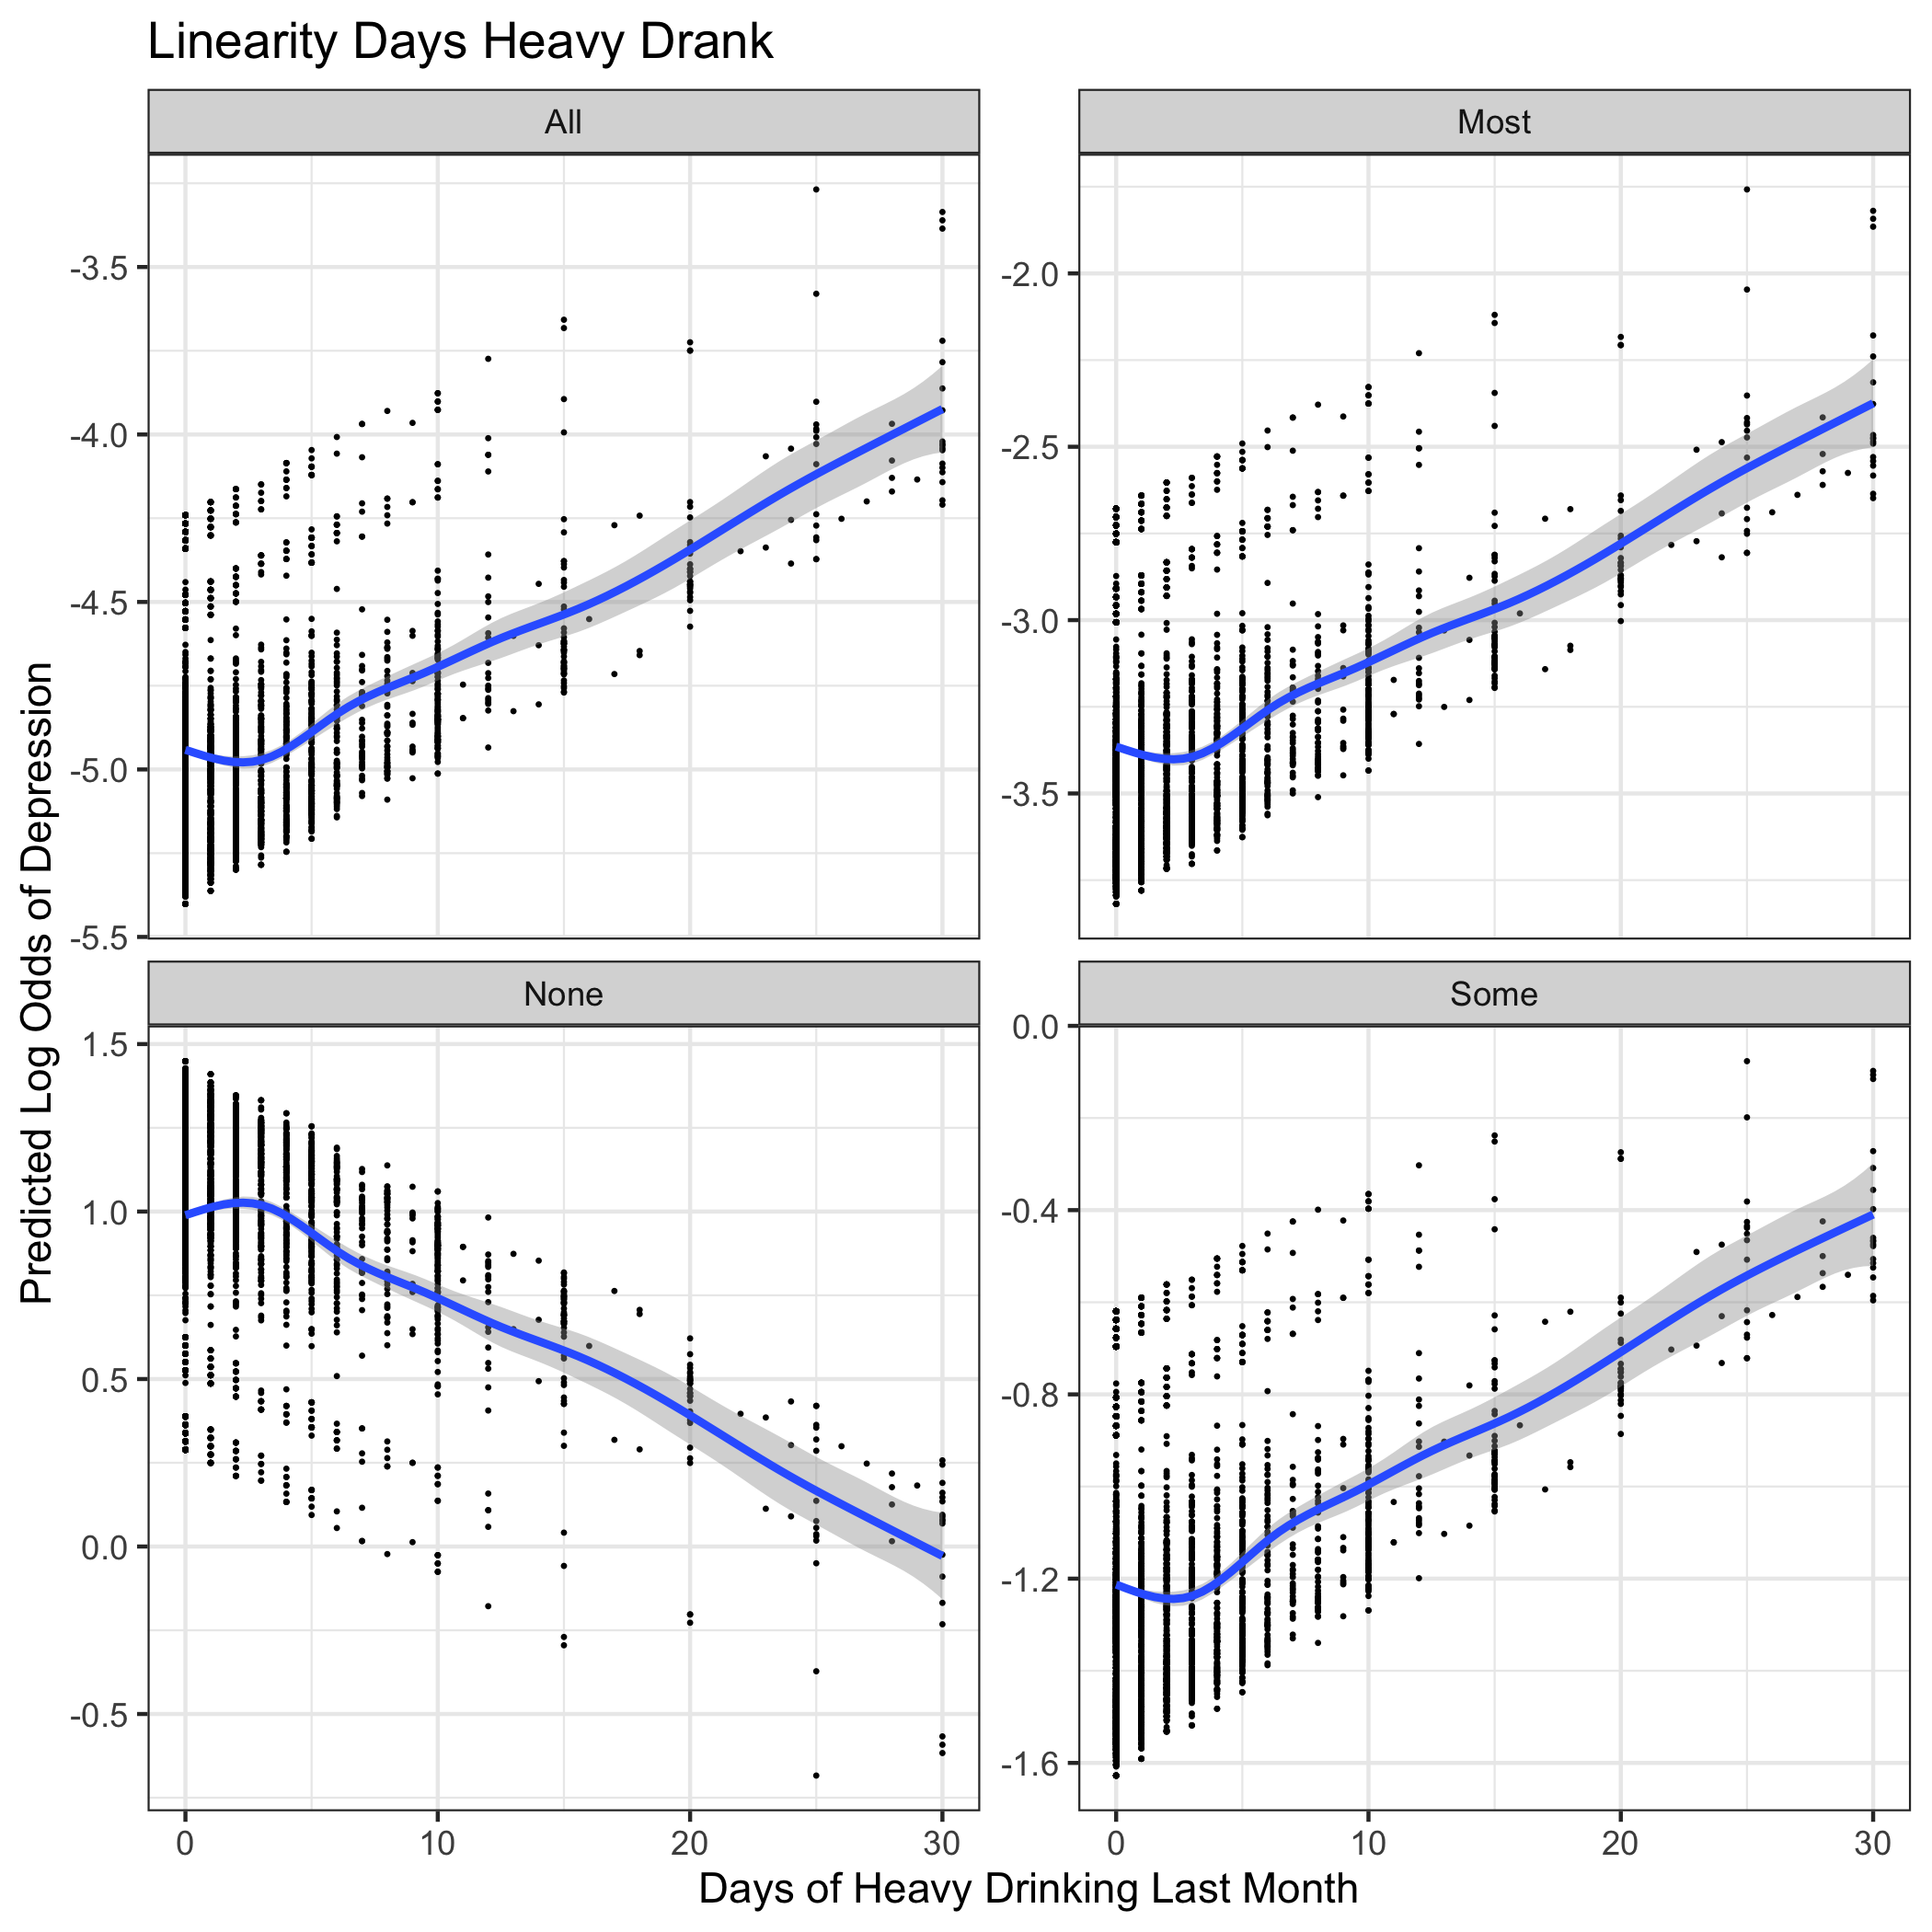 Linearity Days Heavy Drank
All
Most
-3.5
-4.0
-4.5
-5.0
-5.5
-2.0
-2.5
-3.0
-3.5
None
Some
1.5
1.0
0.5
0.0
-0.5
0.0
-0.4
-0.8
-1.2
-1.6
0 10 20 30
0 10 20 30
Days of Heavy Drinking Last Month
Predicted Log Odds of Depression